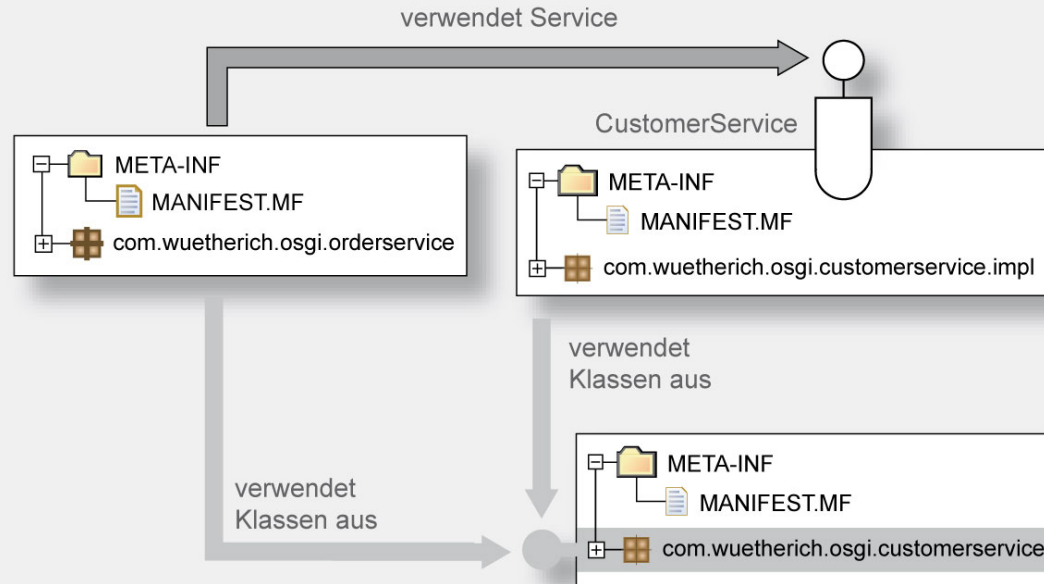 verwendet Service
CustomerService
META-INF
MANIFEST.MF
com.wuetherich.osgi.orderservice
META-INF
MANIFEST.MF
com.wuetherich.osgi.customerservice.impl
verwendet
Klassen aus
verwendet
Klassen aus
META-INF
MANIFEST.MF
com.wuetherich.osgi.customerservice